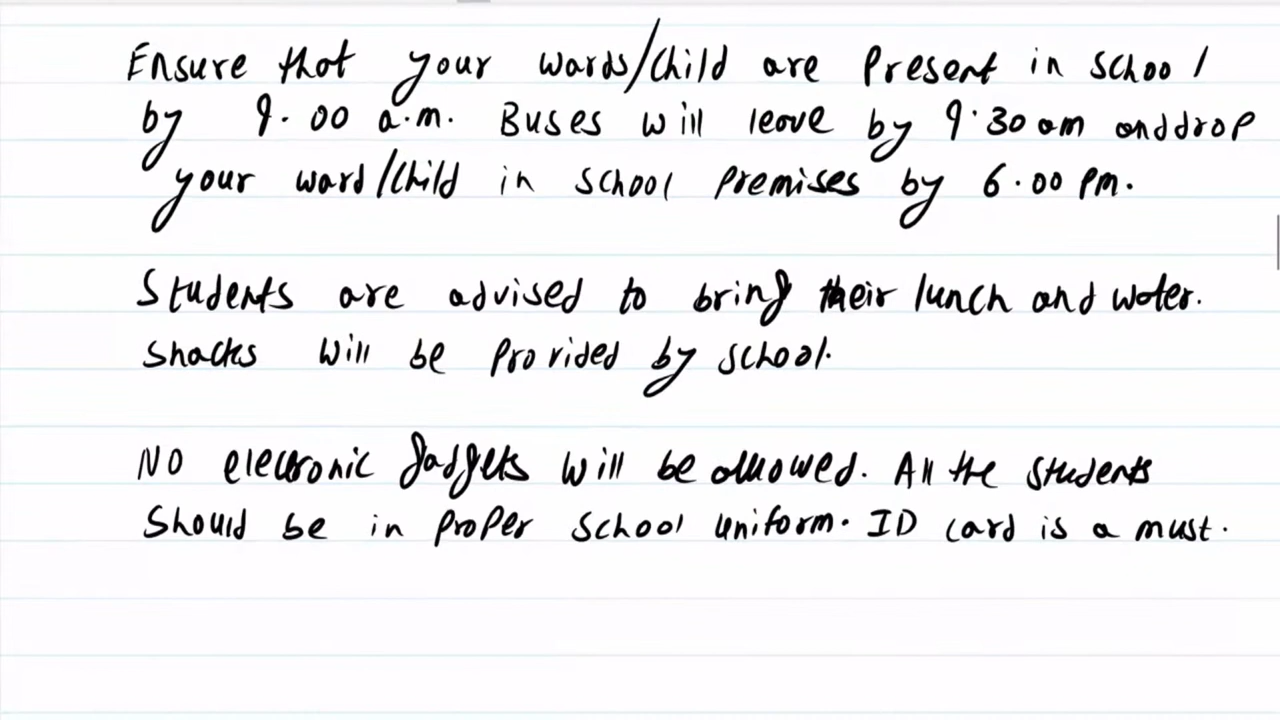 Ensure that your words/child are Present in school
by 9.00 a.m. Buses will leave by 9.30 am and drop
your word/child in school premises by 6.00 Pm.
Students are advised to bring their lunch and water.
Snacks will be provided by school.
NO electronic gadgets will be allowed. All the students
should be in proper school uniform. ID card is a must.